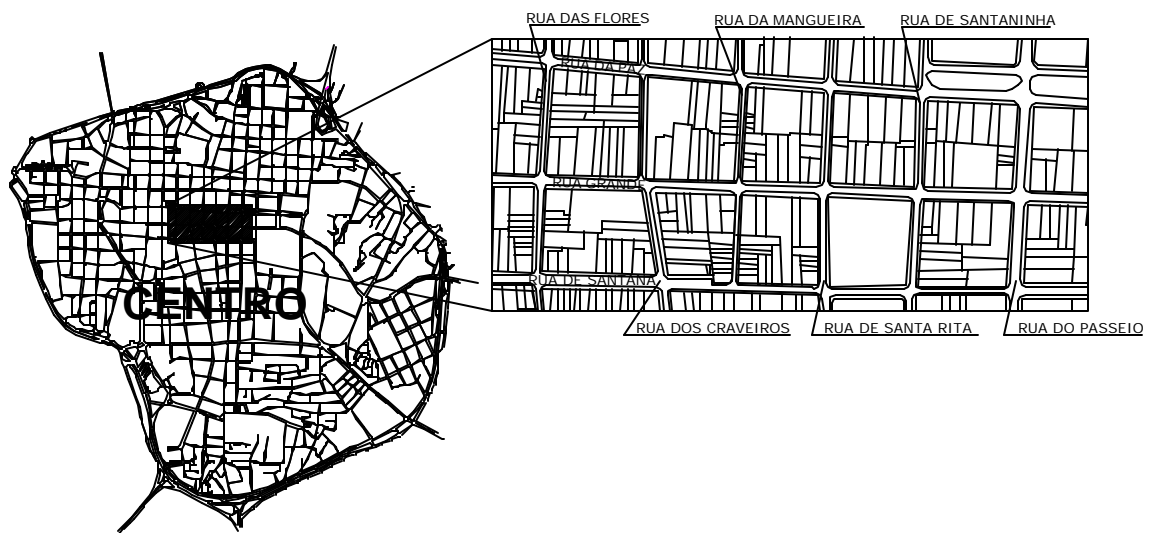 RUA DAS FLORES
RUA DA MANGUEIRA
RUA DE SANTANINHA
RUA DA PAZ
RUA GRANDE
RUA DE SANTANA
CENTRO
RUA DOS CRAVEIROS
RUA DE SANTA RITA
RUA DO PASSEIO